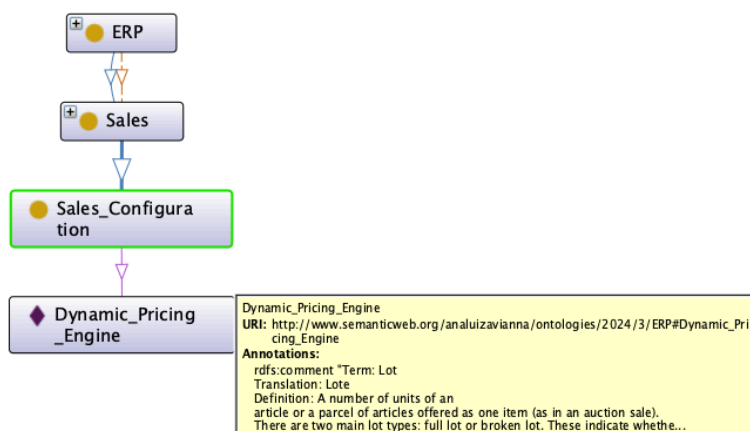 ERP
Sales
Sales_Configura
tion
Dynamic_Pricing
_Engine
Dynamic_Pricing_Engine
URI: http://www.semanticweb.org/analuizavianna/ontologies/2024/3/ERP#Dynamic_Pri
cing_Engine
Annotations:
rdfs:comment "Term: Lot
Translation: Lote
Definition: A number of units of an
article or a parcel of articles offered as one item (as in an auction sale).
There are two main lot types: full lot or broken lot. These indicate whethe...